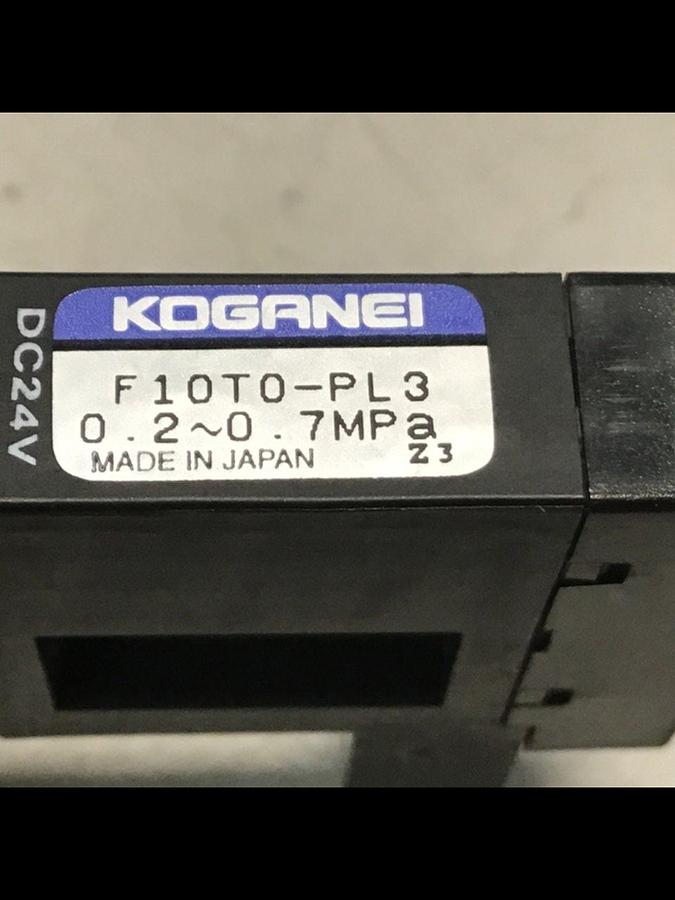 KOGANEI
DC24V
F10T0-PL3
0.2~0.7MPa
MADE IN JAPAN Z3